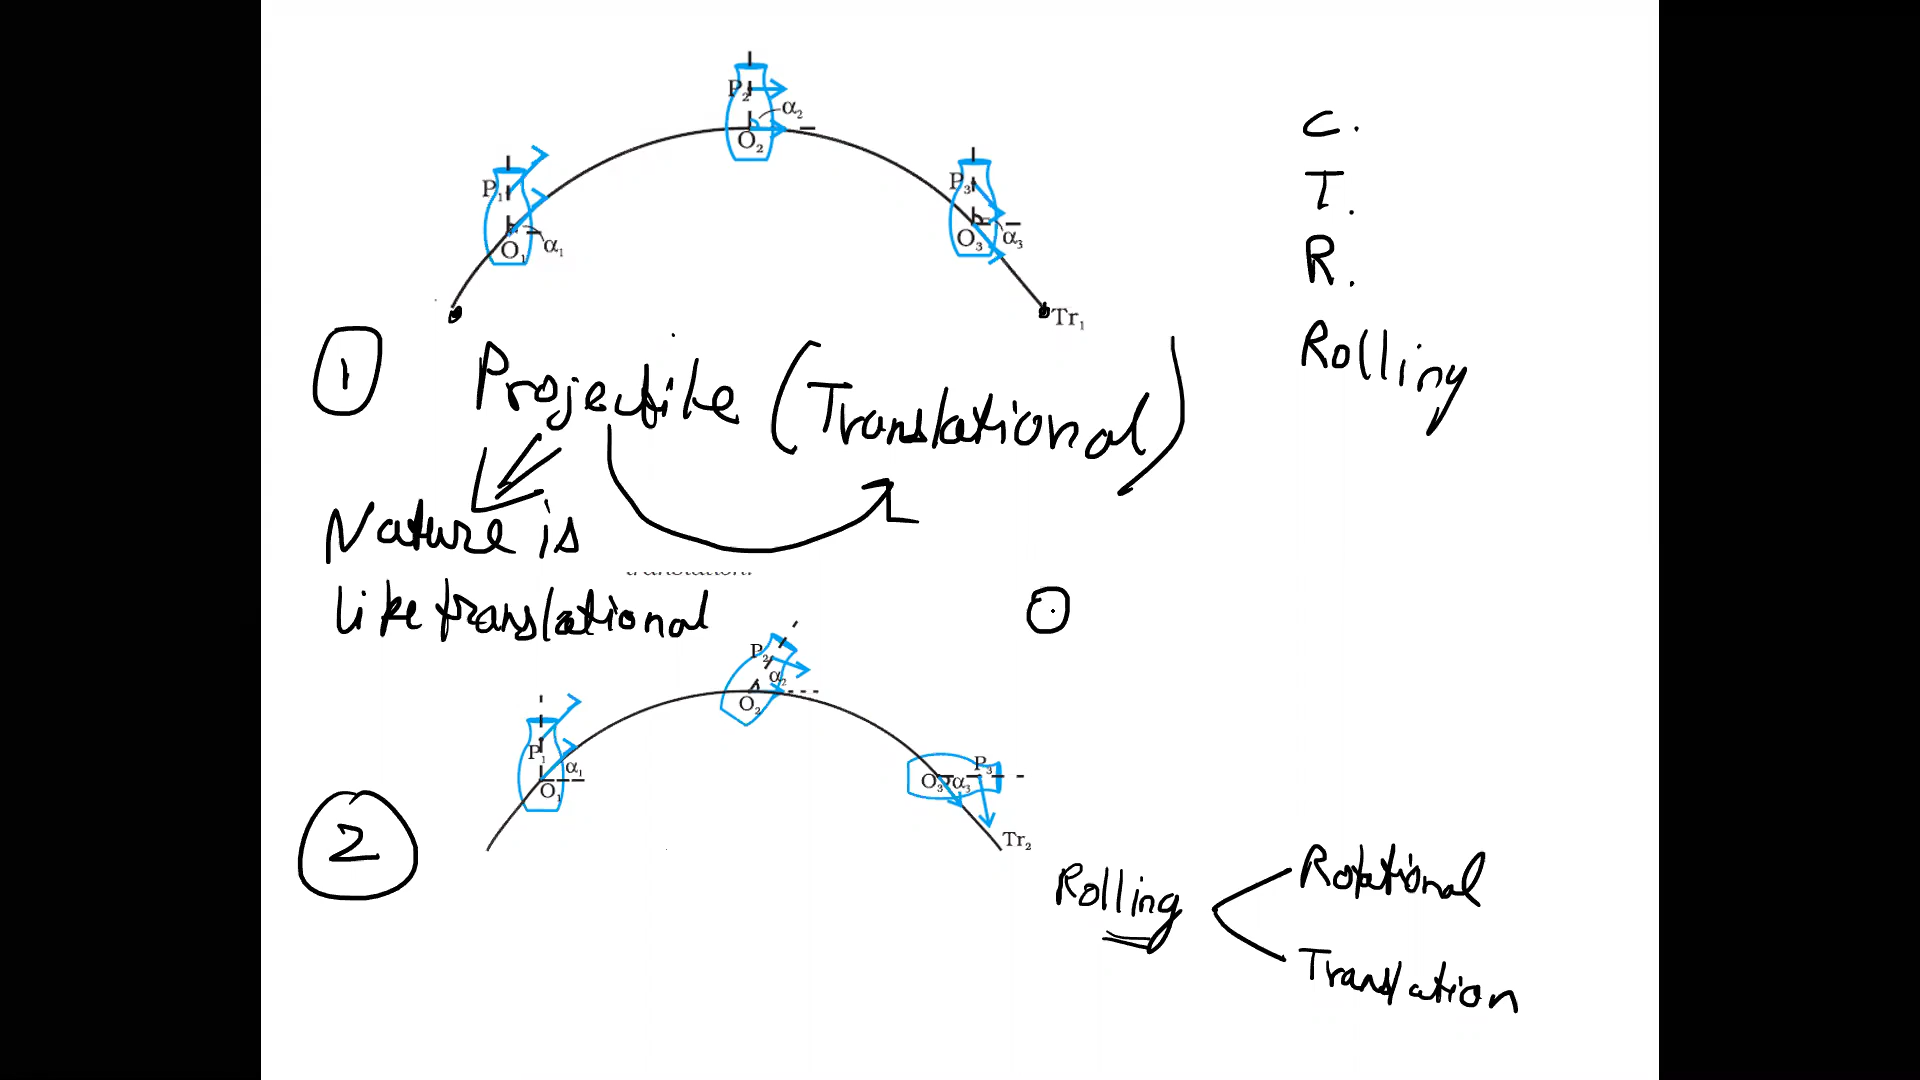 P₂
α₂
O₂
P₁
O₁
α₁
P₃
O₃
α₃
Tr₁
C.
T.
R.
Rolling
1 Projectile (Translational)
Nature is
like translational
translation.
P₂
α₂
O₂
P₁
α₁
O₁
P₃
O₃
α₃
Tr₂
2
Rolling
Rotational
Translation